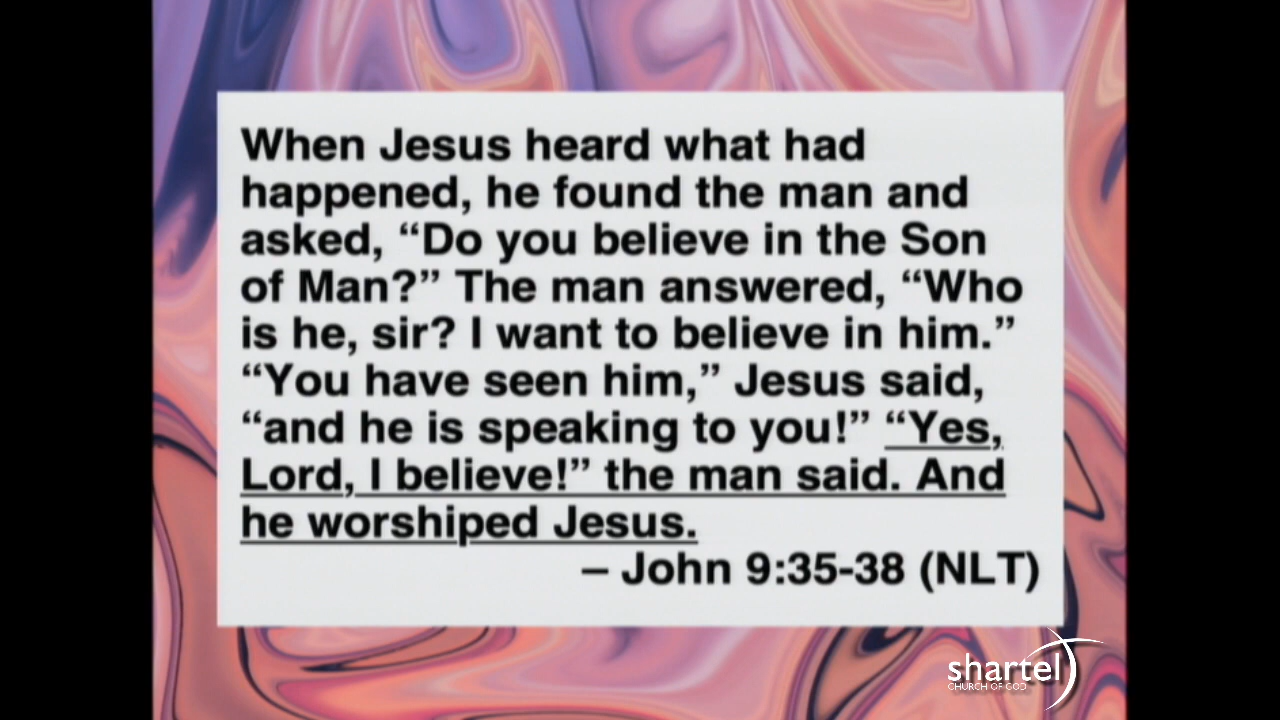 When Jesus heard what had
happened, he found the man and
asked, “Do you believe in the Son
of Man?” The man answered, “Who
is he, sir? I want to believe in him.”
“You have seen him,” Jesus said,
“and he is speaking to you!” “Yes,
Lord, I believe!” the man said. And
he worshiped Jesus.
– John 9:35-38 (NLT)
shartel
CHURCH OF GOD